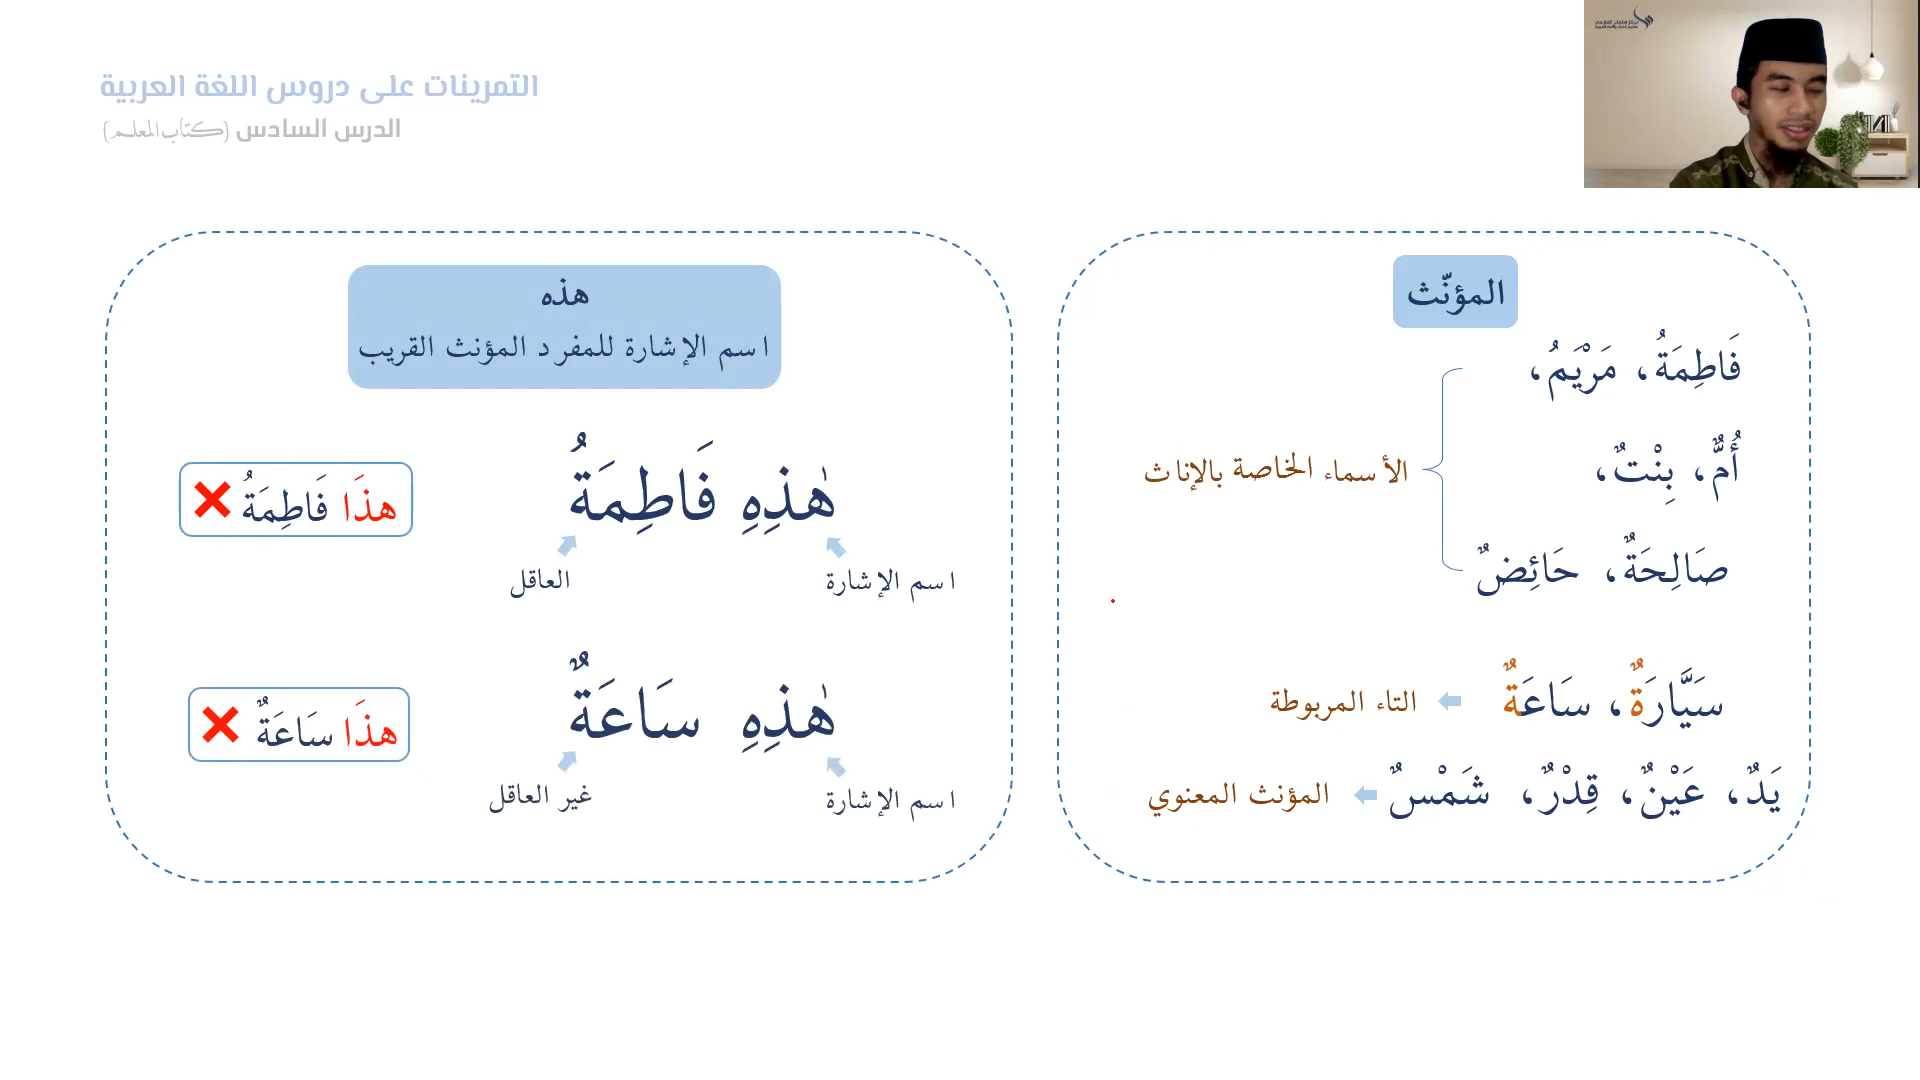 التمرينات على دروس اللغة العربية
الدرس السادس (كتاب المعلم)
المؤنّث
فَاطِمَةُ، مَرْيَمُ،
أُمٌّ، بِنْتٌ،
صَالِحَةٌ، حَائِضٌ
الأسماء الخاصة بالإناث
سَيَّارَةٌ، سَاعَةٌ
التاء المربوطة
يَدٌ، عَيْنٌ، قِدْرٌ، شَمْسٌ
المؤنث المعنوي
هذه
اسم الإشارة للمفرد المؤنث القريب
هٰذِهِ فَاطِمَةُ
اسم الإشارة
العاقل
هذَا فَاطِمَةُ
هٰذِهِ سَاعَةٌ
اسم الإشارة
غير العاقل
هذَا سَاعَةٌ